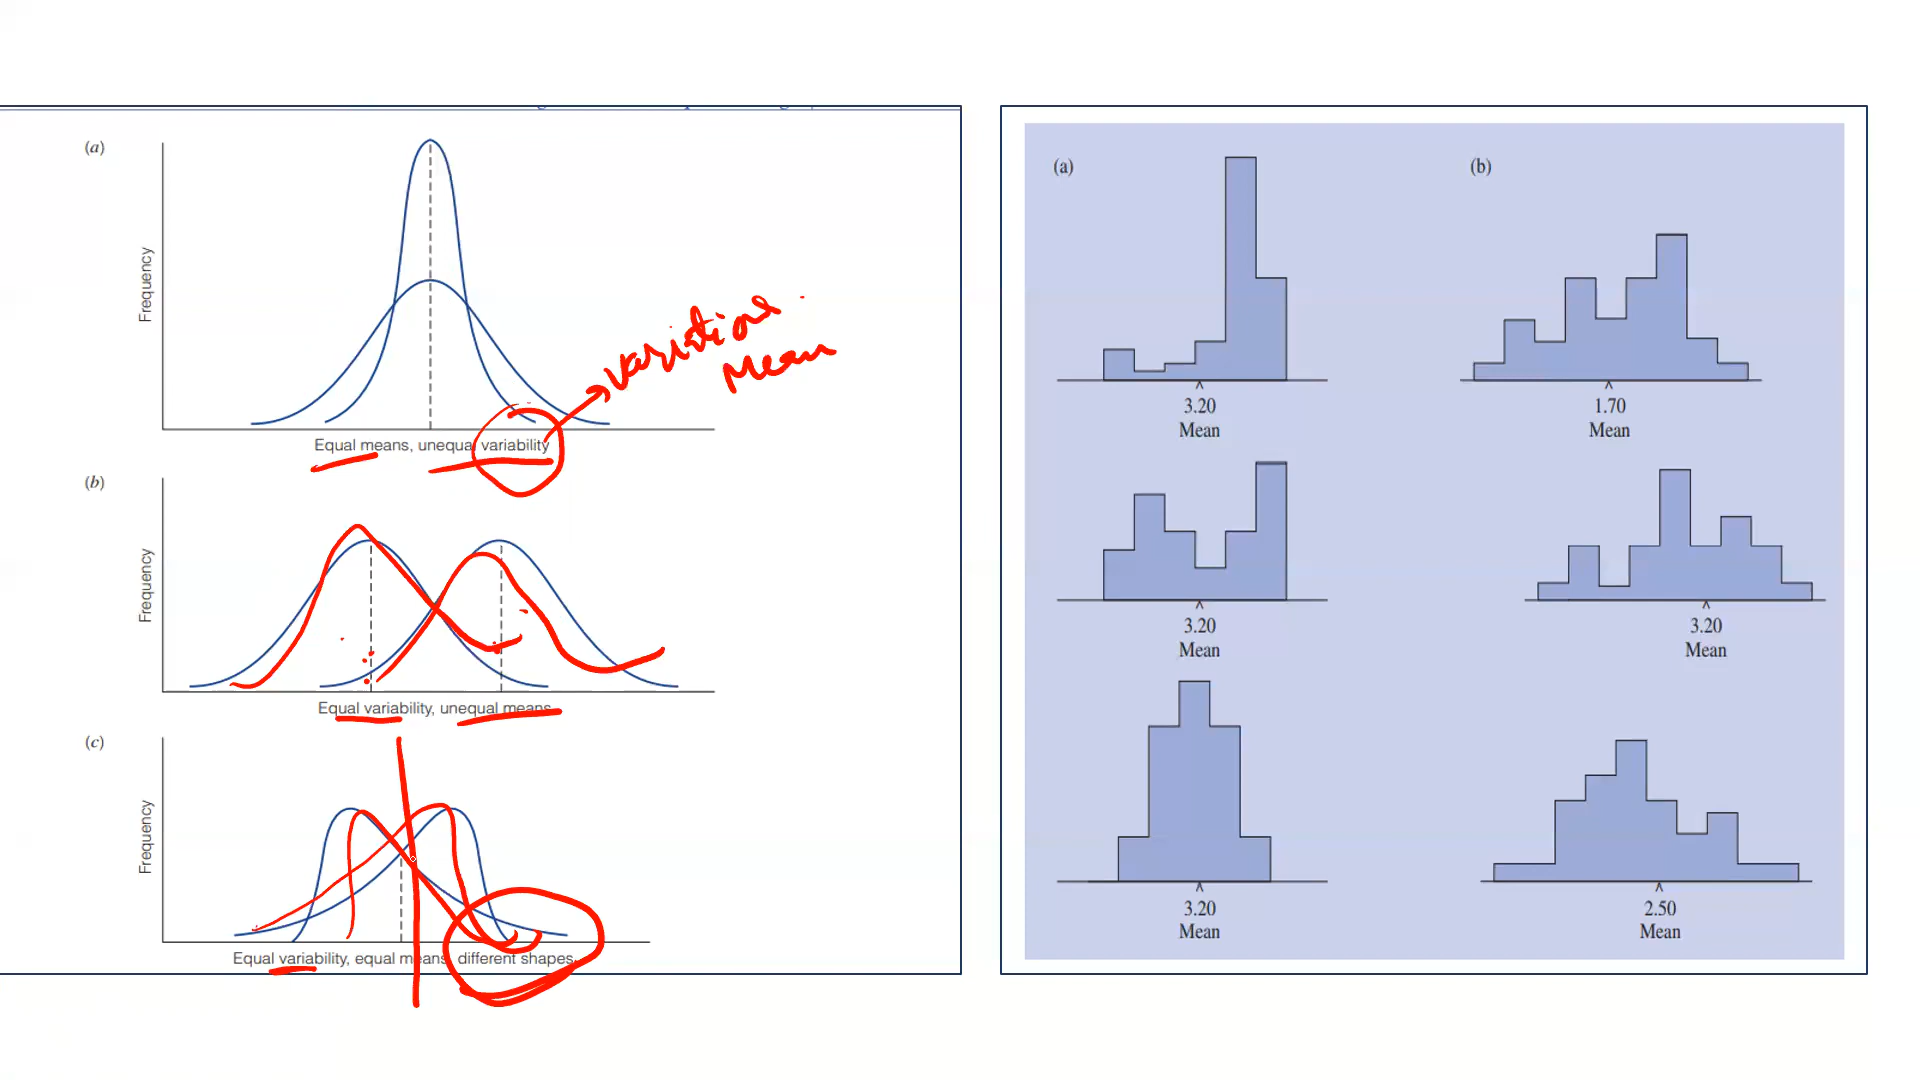 (a)
Frequency
Equal means, unequal variability
variations
Mean
(b)
Frequency
Equal variability, unequal means
(c)
Frequency
Equal variability, equal means, different shapes
(a)
3.20
Mean
3.20
Mean
3.20
Mean
(b)
1.70
Mean
3.20
Mean
2.50
Mean